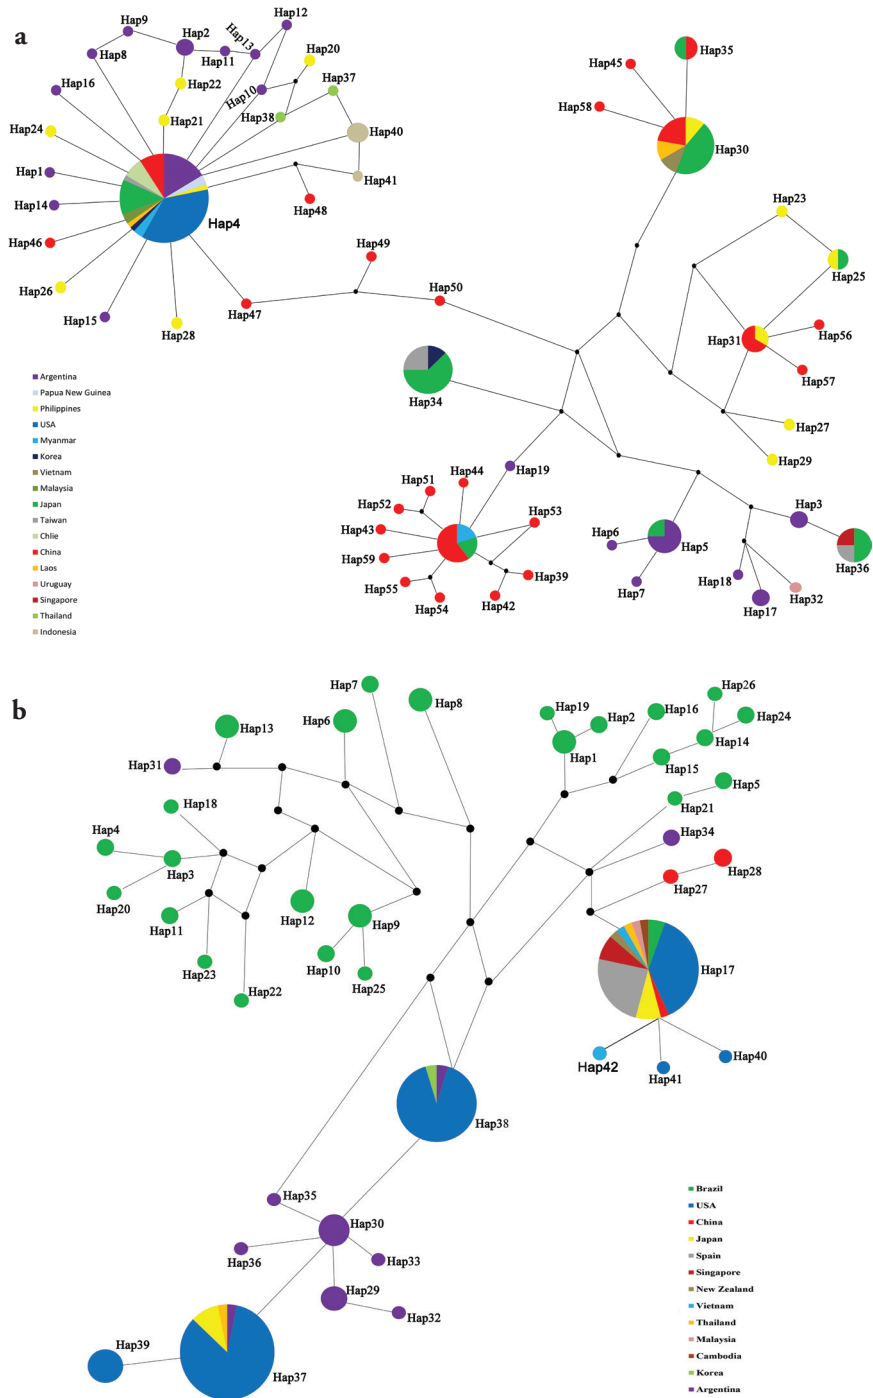 a
Hap12
Hap9
Hap2
Hap13
Hap20
Hap8
Hap11
Hap35
Hap45
Hap37
Hap16
Hap22
Hap10
Hap58
Hap38
Hap24
Hap21
Hap40
Hap30
Hap1
Hap41
Hap23
Hap14
Hap48
Hap4
Hap46
Hap49
Hap25
Hap50
Hap26
Hap15
Hap28
Hap47
Hap56
Hap31
Hap57
Hap34
Hap27
Hap29
Argentina
Papua New Guinea
Philippines
USA
Myanmar
Korea
Vietnam
Malaysia
Japan
Taiwan
Chlie
China
Laos
Uruguay
Singapore
Thailand
Indonesia
Hap19
Hap44
Hap51
Hap52
Hap53
Hap43
Hap59
Hap39
Hap55
Hap54
Hap42
Hap3
Hap6
Hap5
Hap36
Hap7
Hap18
Hap32
Hap17
b
Hap7
Hap8
Hap6
Hap13
Hap31
Hap18
Hap4
Hap3
Hap20
Hap11
Hap12
Hap9
Hap10
Hap25
Hap23
Hap22
Hap26
Hap19
Hap2
Hap16
Hap24
Hap1
Hap14
Hap15
Hap5
Hap21
Hap34
Hap28
Hap27
Hap17
Hap42
Hap41
Hap40
Hap38
Hap35
Hap30
Hap36
Hap33
Hap29
Hap32
Hap39
Hap37
Brazil
USA
China
Japan
Spain
Singapore
New Zealand
Vietnam
Thailand
Malaysia
Cambodia
Korea
Argentina